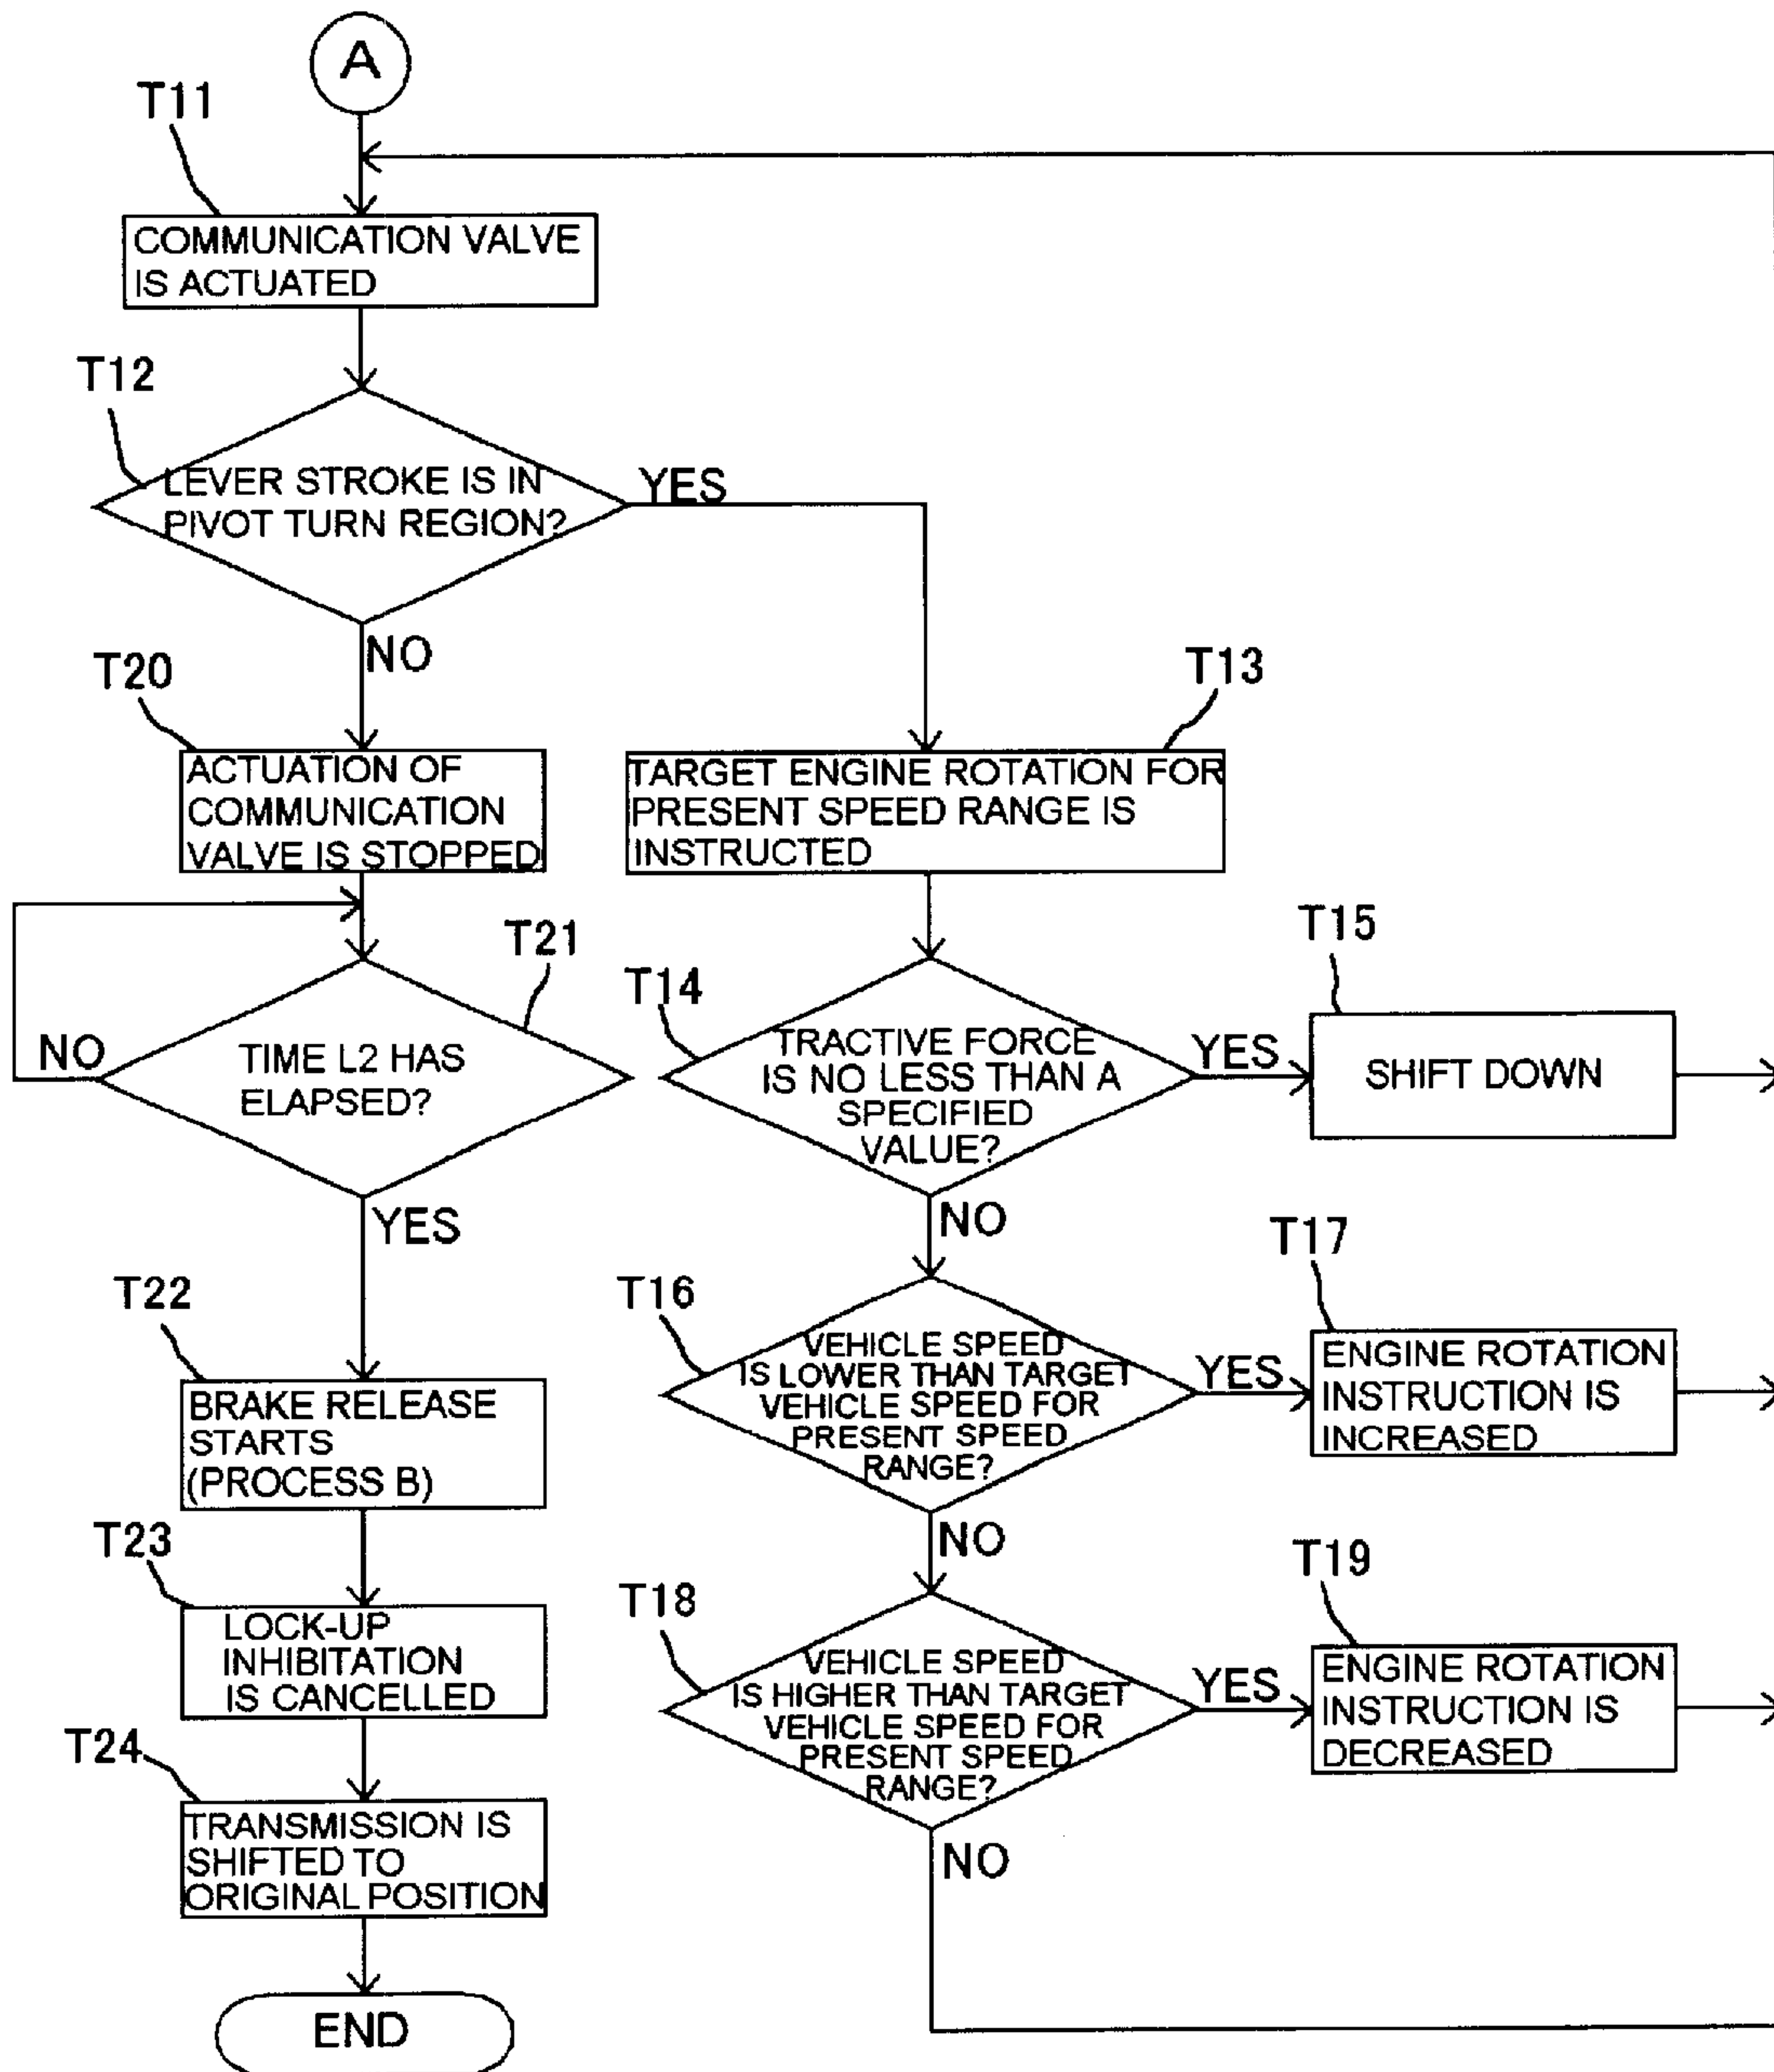 A
T11
COMMUNICATION VALVE
IS ACTUATED
T12
LEVER STROKE IS IN
PIVOT TURN REGION?
YES
NO
T20
ACTUATION OF
COMMUNICATION
VALVE IS STOPPED
T13
TARGET ENGINE ROTATION FOR
PRESENT SPEED RANGE IS
INSTRUCTED
T21
TIME L2 HAS
ELAPSED?
NO
YES
T14
TRACTIVE FORCE
IS NO LESS THAN A
SPECIFIED
VALUE?
YES
NO
T15
SHIFT DOWN
T22
BRAKE RELEASE
STARTS
(PROCESS B)
T16
VEHICLE SPEED
IS LOWER THAN TARGET
VEHICLE SPEED FOR
PRESENT SPEED
RANGE?
YES
NO
T17
ENGINE ROTATION
INSTRUCTION IS
INCREASED
T23
LOCK-UP
INHIBITATION
IS CANCELLED
T18
VEHICLE SPEED
IS HIGHER THAN TARGET
VEHICLE SPEED FOR
PRESENT SPEED
RANGE?
YES
NO
T19
ENGINE ROTATION
INSTRUCTION IS
DECREASED
T24
TRANSMISSION IS
SHIFTED TO
ORIGINAL POSITION
END